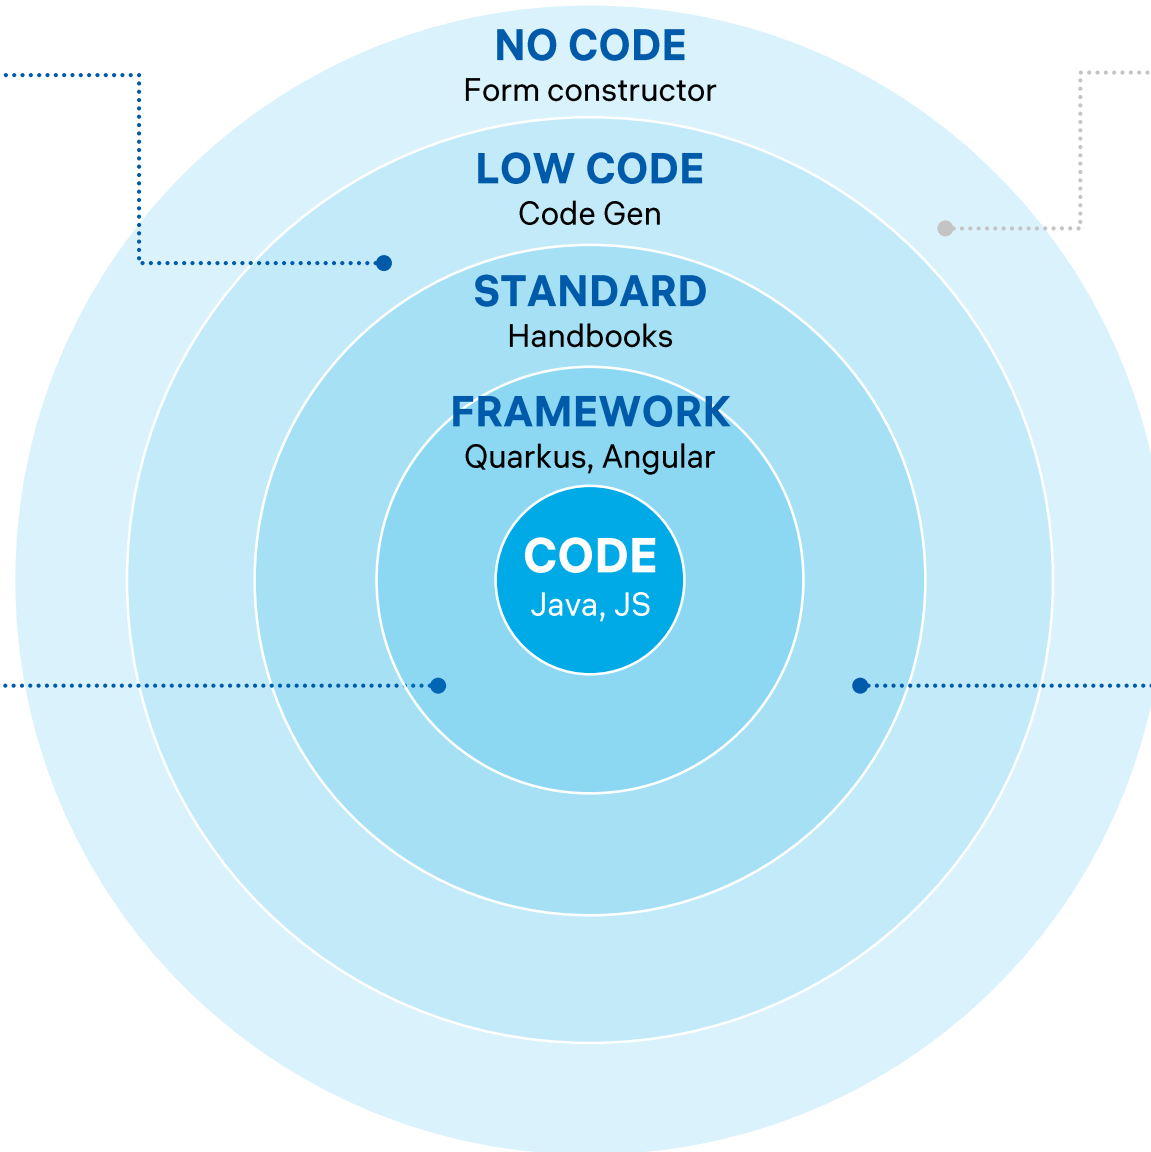 NO CODE
Form constructor
LOW CODE
Code Gen
STANDARD
Handbooks
FRAMEWORK
Quarkus, Angular
CODE
Java, JS